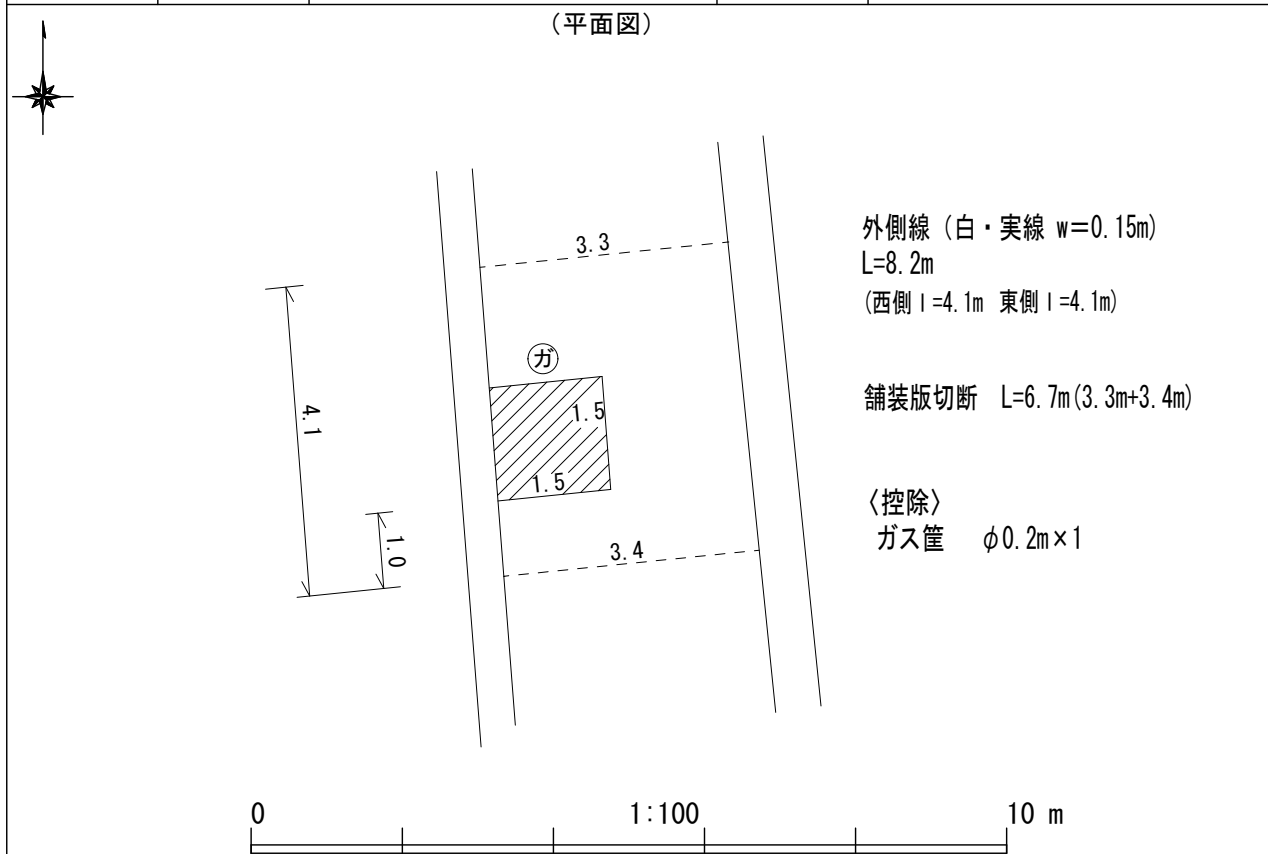 (平面図)
3.3
外側線 (白・実線 w=0.15m)
L=8.2m
(西側 l=4.1m 東側 l=4.1m)
ガ
舗装版切断 L=6.7m(3.3m+3.4m)
1.5
4.1
1.5
〈控除〉
ガス筐 φ0.2m×1
1.0
3.4
0 1:100 10 m